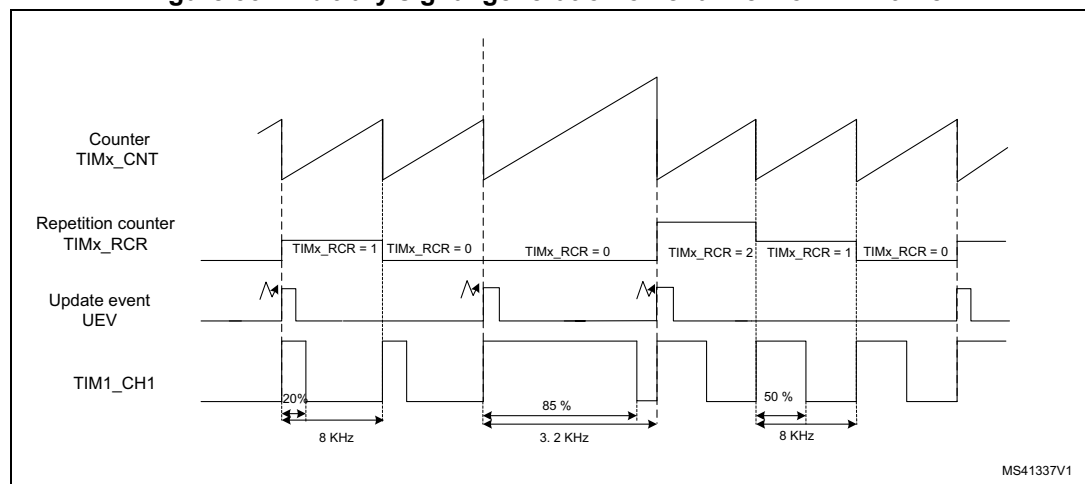 Counter
TIMx_CNT
Repetition counter
TIMx_RCR
TIMx_RCR = 1
TIMx_RCR = 0
TIMx_RCR = 0
TIMx_RCR = 2
TIMx_RCR = 1
TIMx_RCR = 0
Update event
UEV
TIM1_CH1
20%
85 %
50 %
8 KHz
3. 2 KHz
8 KHz
MS41337V1